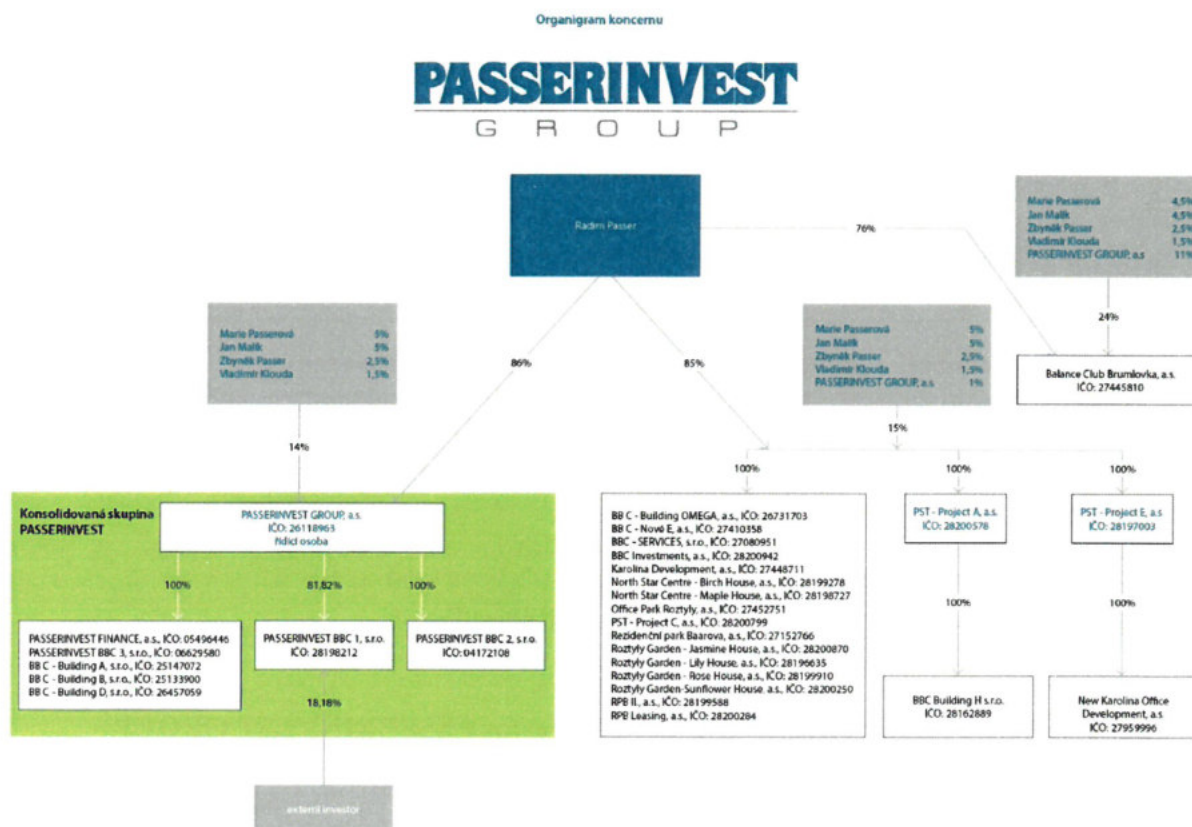 Organigram koncernu
PASSERINVEST
GROUP
Radim Passer
76%
Marie Passerová 4,5%
Jan Malík 4,5%
Zbyněk Passer 2,5%
Vladimír Klouda 1,5%
PASSERINVEST GROUP, a.s 11%
24%
Balance Club Brumlovka, a.s.
IČO: 27445810
Marie Passerová 5%
Jan Malík 5%
Zbyněk Passer 2,5%
Vladimír Klouda 1,5%
14%
86%
85%
Marie Passerová 5%
Jan Malík 5%
Zbyněk Passer 2,5%
Vladimír Klouda 1,5%
PASSERINVEST GROUP, a.s 1%
15%
Konsolidovaná skupina
PASSERINVEST
PASSERINVEST GROUP, a.s.
IČO: 26118963
řídící osoba
100%
81,82%
100%
PASSERINVEST FINANCE, a.s., IČO: 05496446
PASSERINVEST BBC 3, s.r.o., IČO: 06629580
BB C - Building A, s.r.o., IČO: 25147072
BB C - Building B, s.r.o., IČO: 25133900
BB C - Building D, s.r.o., IČO: 26457059
PASSERINVEST BBC 1, s.r.o.
IČO: 28198212
PASSERINVEST BBC 2, s.r.o.
IČO: 04172108
18,18%
externí investor
100%
100%
100%
BB C - Building OMEGA, a.s., IČO: 26731703
BB C - Nové E, a.s., IČO: 27410358
BBC - SERVICES, s.r.o., IČO: 27080951
BBC Investments, a.s., IČO: 28200942
Karolina Development, a.s., IČO: 27448711
North Star Centre - Birch House, a.s., IČO: 28199278
North Star Centre - Maple House, a.s., IČO: 28198727
Office Park Roztyly, a.s., IČO: 27452751
PST - Project C, a.s., IČO: 28200799
Rezidenční park Baarova, a.s., IČO: 27152766
Roztyly Garden - Jasmine House, a.s., IČO: 28200870
Roztyly Garden - Lily House, a.s., IČO: 28196635
Roztyly Garden - Rose House, a.s., IČO: 28199910
Roztyly Garden-Sunflower House, a.s., IČO: 28200250
RPB II., a.s., IČO: 28199588
RPB Leasing, a.s., IČO: 28200284
PST - Project A, a.s.
IČO: 28200578
PST - Project E, a.s
IČO: 28197003
100%
100%
BBC Building H s.r.o.
IČO: 28162889
New Karolina Office
Development, a.s
IČO: 27959996